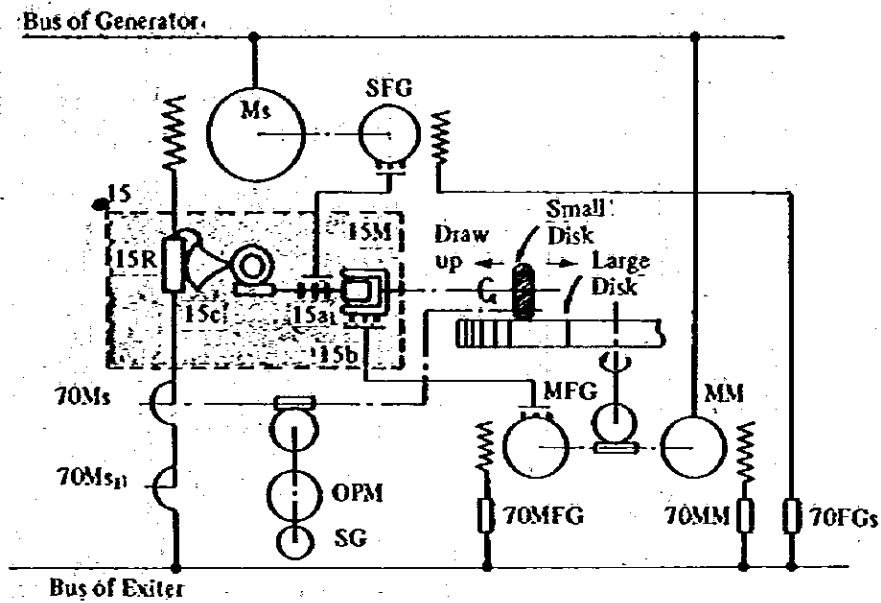 Bus of Generator
Ms
SFG
15
15M
15R
15c
15a
15b
Draw up
Small Disk
Large Disk
70Ms
70Ms₁₎
OPM
SG
MFG
MM
70MFG
70MM
70FGs
Bus of Exiter